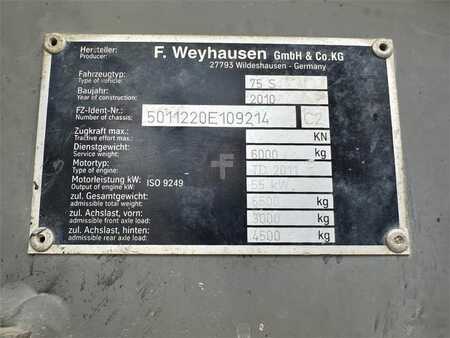 Hersteller: F. Weyhausen GmbH & Co.KG
Producer: 27793 Wildeshausen - Germany
Fahrzeugtyp: 75 S
Type of vehicle:
Baujahr: 2010
Year of construction:
FZ-Ident-Nr.: 5011220E109214 C2
Number of chassis:
Zugkraft max.: KN
Tractive effort max.:
Dienstgewicht: 6000 kg
Service weight:
Motortyp: TD 2011
Type of engine:
Motorleistung kW: ISO 9249 55 kW
Output of engine kW:
zul. Gesamtgewicht: 6500 kg
admissible total weight:
zul. Achslast, vorn: 3000 kg
admissible front axle load:
zul. Achslast, hinten: 4500 kg
admissible rear axle load: